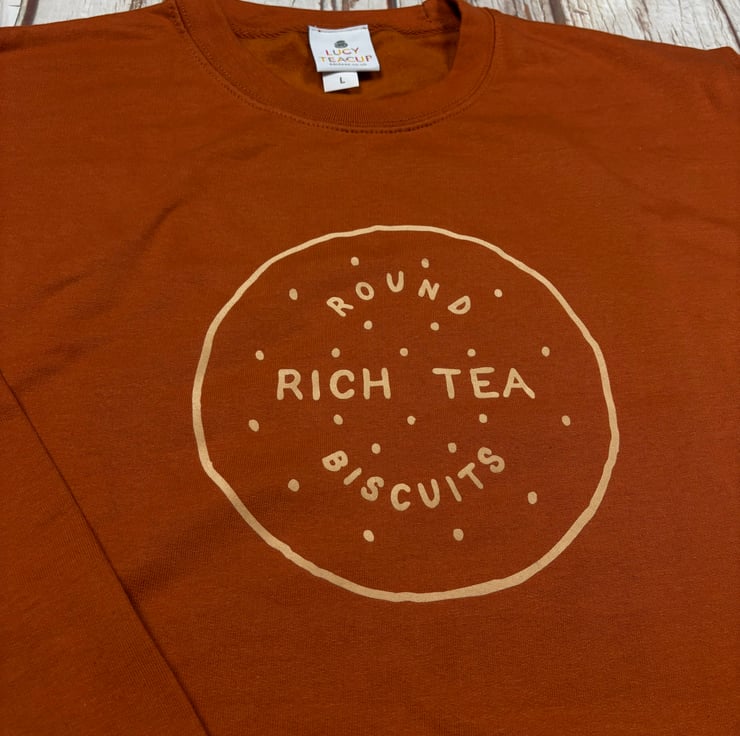 LUCY
TEACUP
L
ROUND
RICH TEA
BISCUITS